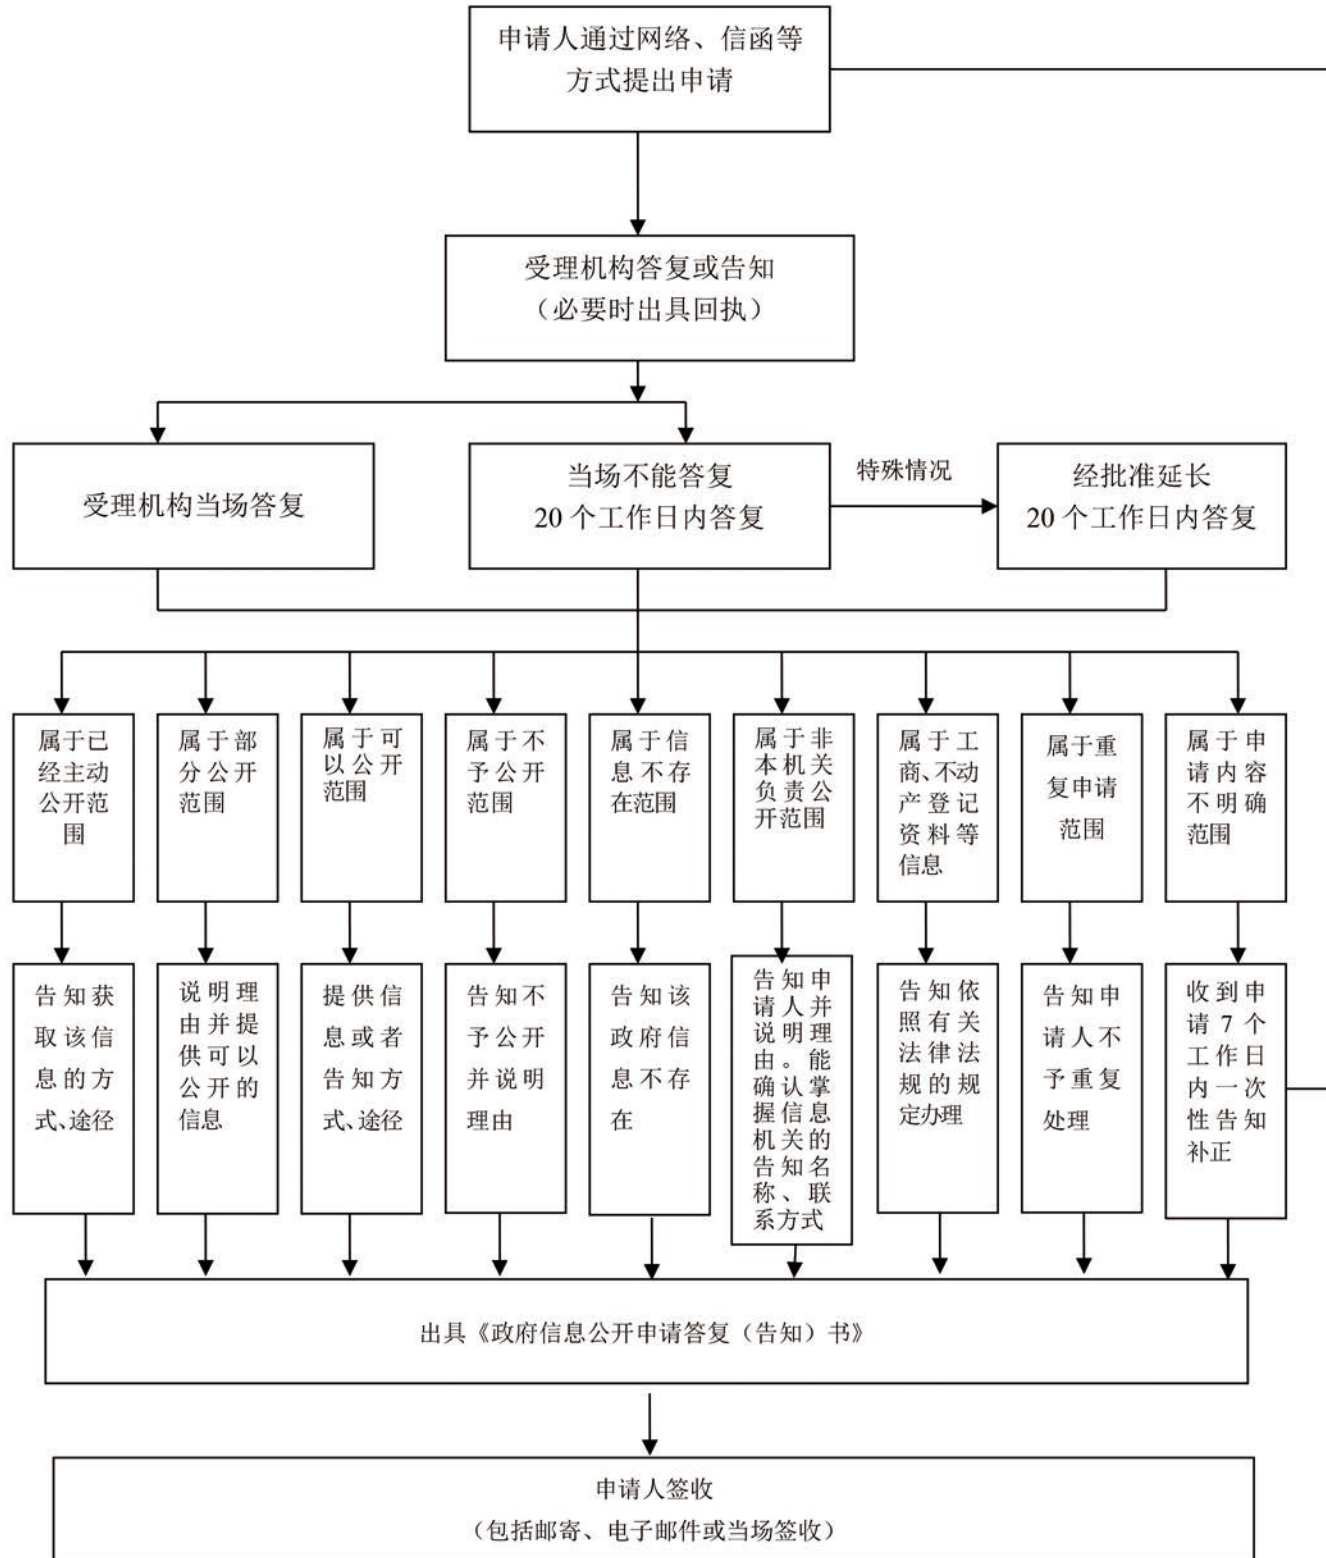 申请人通过网络、信函等
方式提出申请
受理机构答复或告知
（必要时出具回执）
受理机构当场答复
当场不能答复
20 个工作日内答复
特殊情况
经批准延长
20 个工作日内答复
属于已
经主动
公开范
围
属于部
分公开
范围
属于可
以公开
范围
属于不
予公开
范围
属于信
息不存
在范围
属于非
本机关
负责公
开范围
属于工
商、不动
产登记
资料等
信息
属于重
复申请
范围
属于申
请内容
不明确
范围
告知获
取该信
息的方
式、途径
说明理
由并提
供可以
公开的
信息
提供信
息或者
告知方
式、途径
告知不
予公开
并说明
理由
告知该
政府信
息不存
在
告知申
请人并
说明理
由。能
确认掌
握信息
机关的
告知名
称、联
系方式
告知依
照有关
法律法
规的规
定办理
告知申
请人不
予重复
处理
收到申
请 7 个
工作日
内一次
性告知
补正
出具《政府信息公开申请答复（告知）书》
申请人签收
（包括邮寄、电子邮件或当场签收）